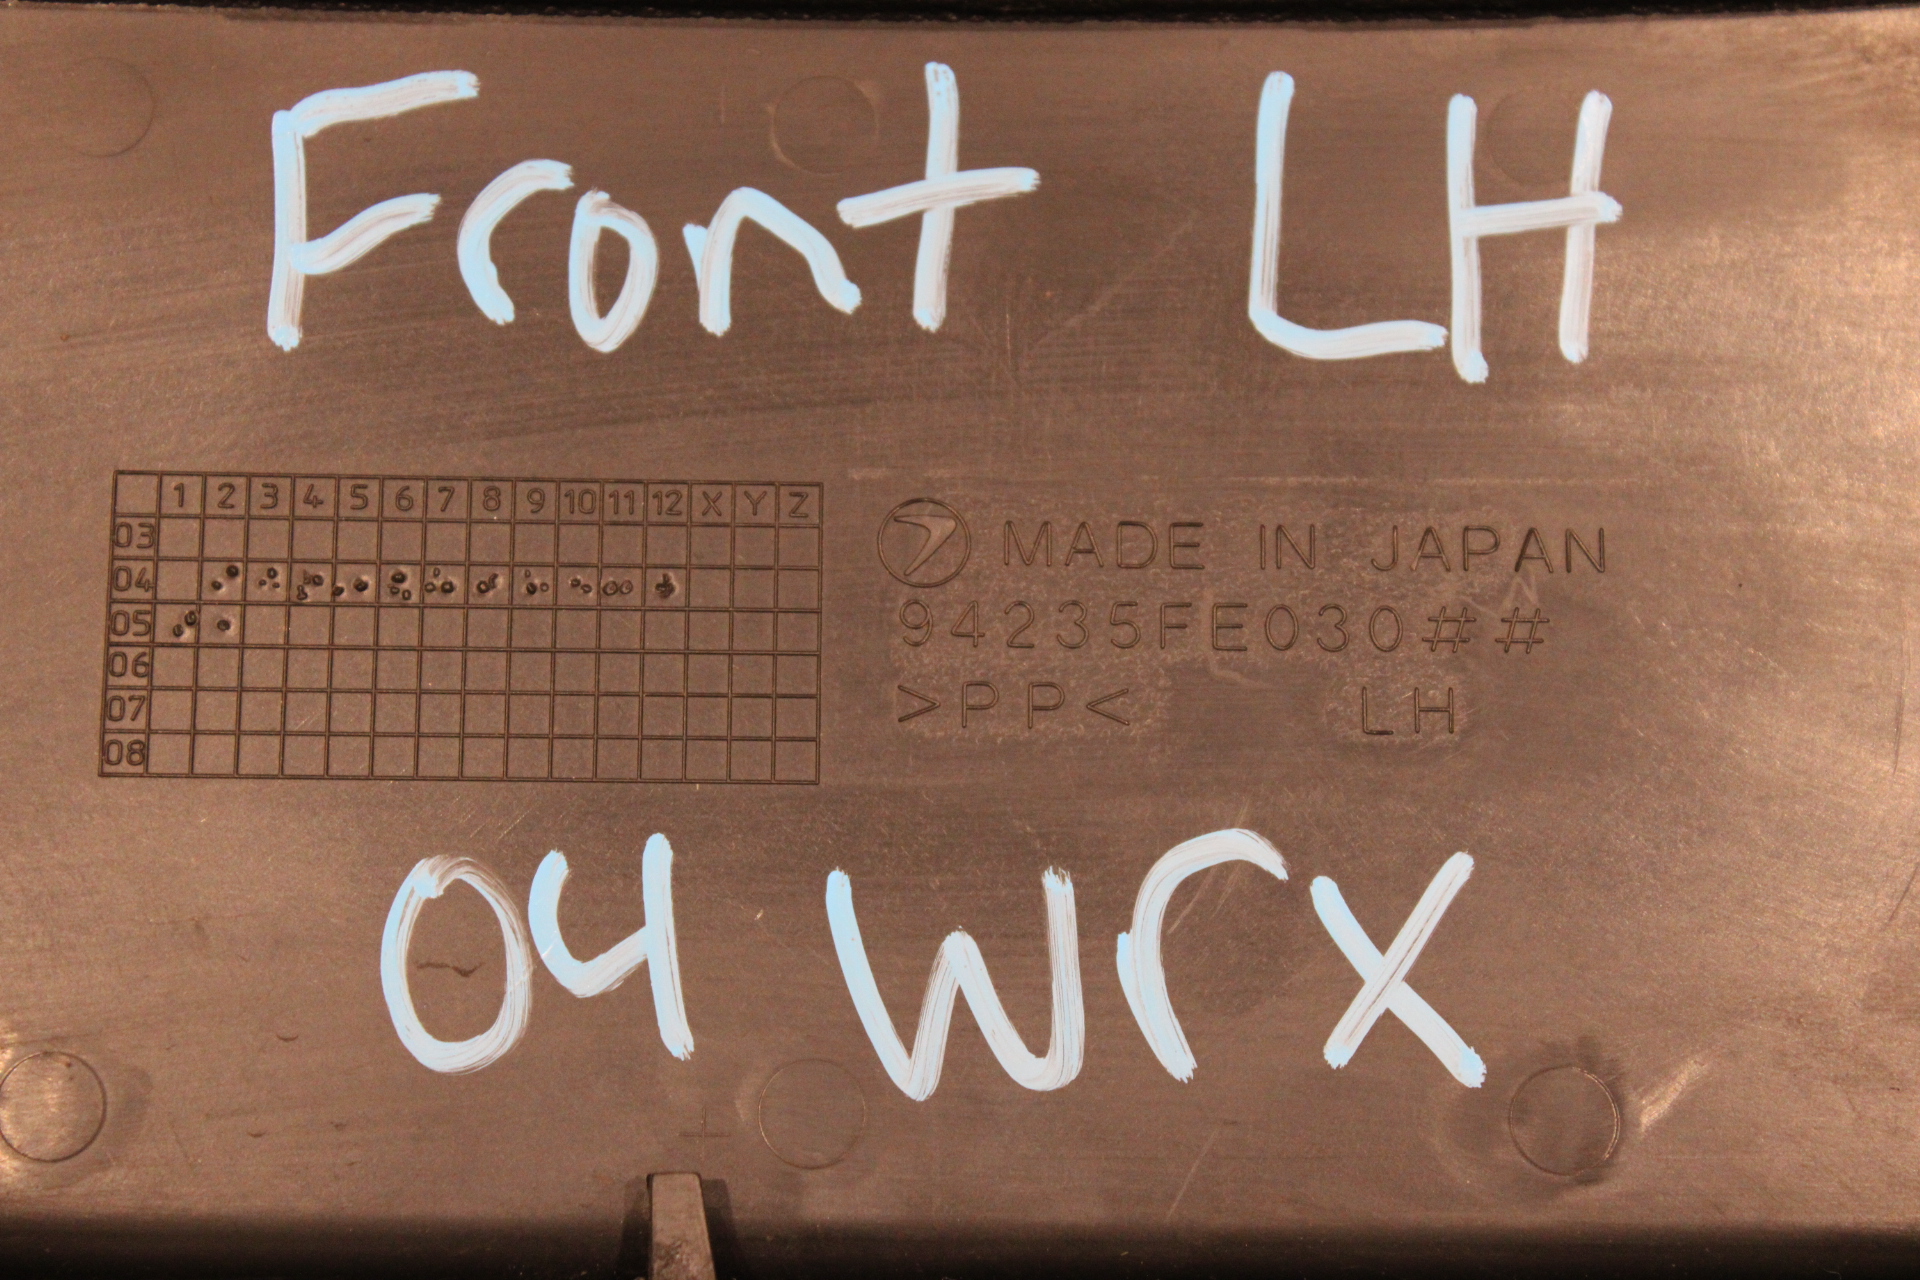 Front LH
1 2 3 4 5 6 7 8 9 10 11 12 X Y Z
03
04
05
06
07
08
MADE IN JAPAN
94235FE030##
>PP< LH
04 Wrx